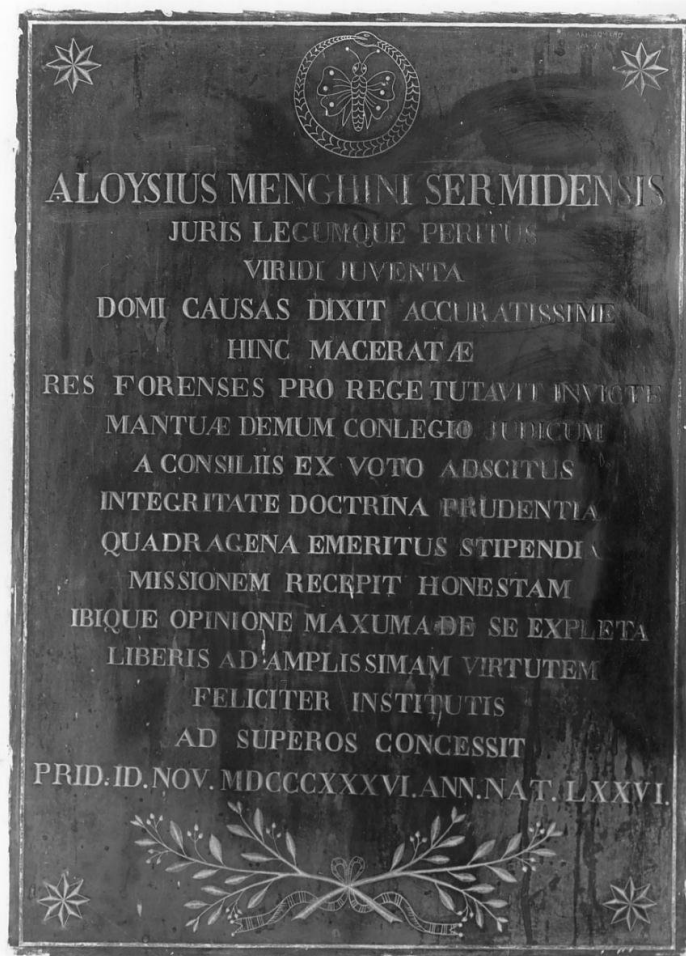 ALOYSIUS MENGHINI SERMIDENSIS
JURIS LEGUMQUE PERITUS
VIRIDI JUVENTA
DOMI CAUSAS DIXIT ACCURATISSIME
HINC MACERATÆ
RES FORENSES PRO REGE TUTAVIT INVICTE
MANTUÆ DEMUM CONLEGIO JUDICUM
A CONSILIIS EX VOTO ADSCITUS
INTEGRITATE DOCTRINA PRUDENTIA
QUADRAGENA EMERITUS STIPENDIA
MISSIONEM RECEPIT HONESTAM
IBIQUE OPINIONE MAXUMA DE SE EXPLETA
LIBERIS AD AMPLISSIMAM VIRTUTEM
FELICITER INSTITUTIS
AD SUPEROS CONCESSIT
PRID. ID. NOV. MDCCCXXXVI. ANN. NAT. LXXVI.